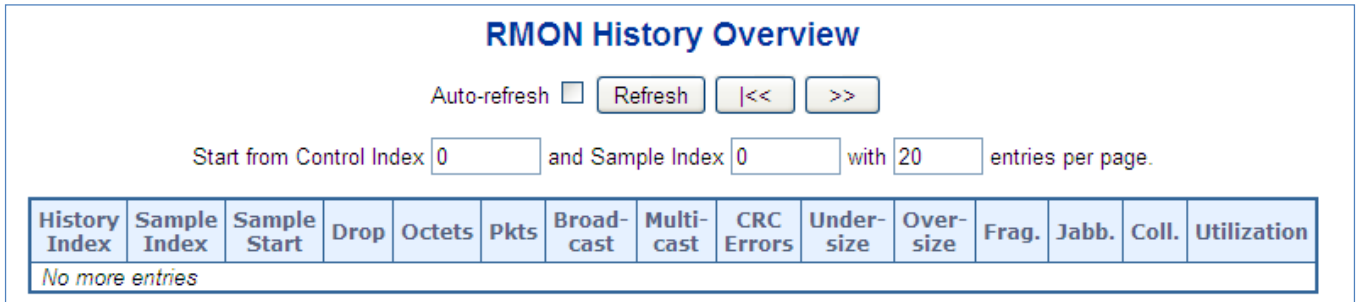 RMON History Overview
Auto-refresh Refresh |<< >>
Start from Control Index 0 and Sample Index 0 with 20 entries per page.
History Index Sample Index Sample Start Drop Octets Pkts Broad-cast Multi-cast CRC Errors Under-size Over-size Frag. Jabb. Coll. Utilization
No more entries